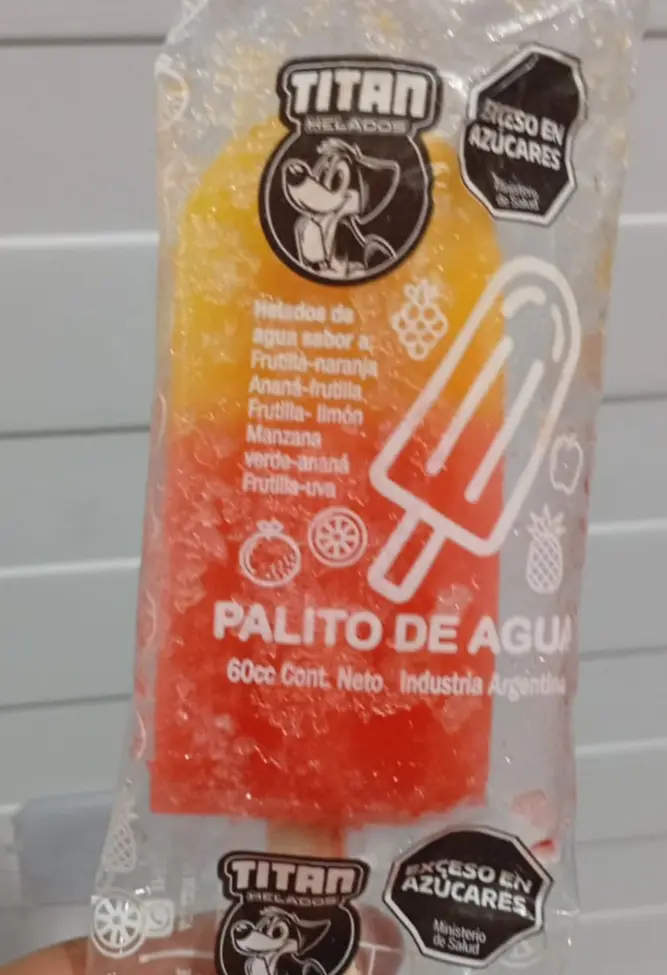 TITAN
HELADOS
EXCESO EN
AZÚCARES
Ministerio
de Salud
Helados de
agua sabor a:
Frutilla-naranja
Ananá-frutilla
Frutilla- limón
Manzana
verde-ananá
Frutilla-uva
PALITO DE AGUA
60cc Cont. Neto Industria Argentina
TITAN
HELADOS
EXCESO EN
AZÚCARES
Ministerio
de Salud